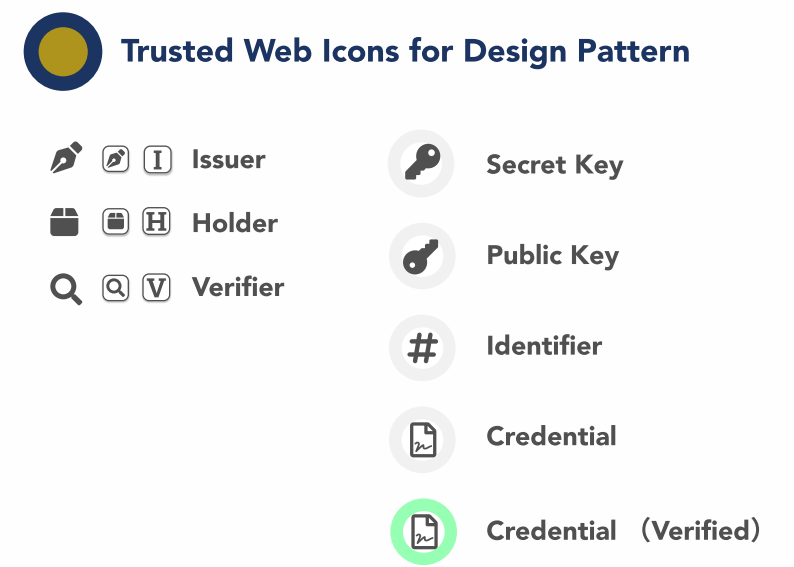 Trusted Web Icons for Design Pattern
I Issuer
H Holder
V Verifier
Secret Key
Public Key
# Identifier
Credential
Credential （Verified）